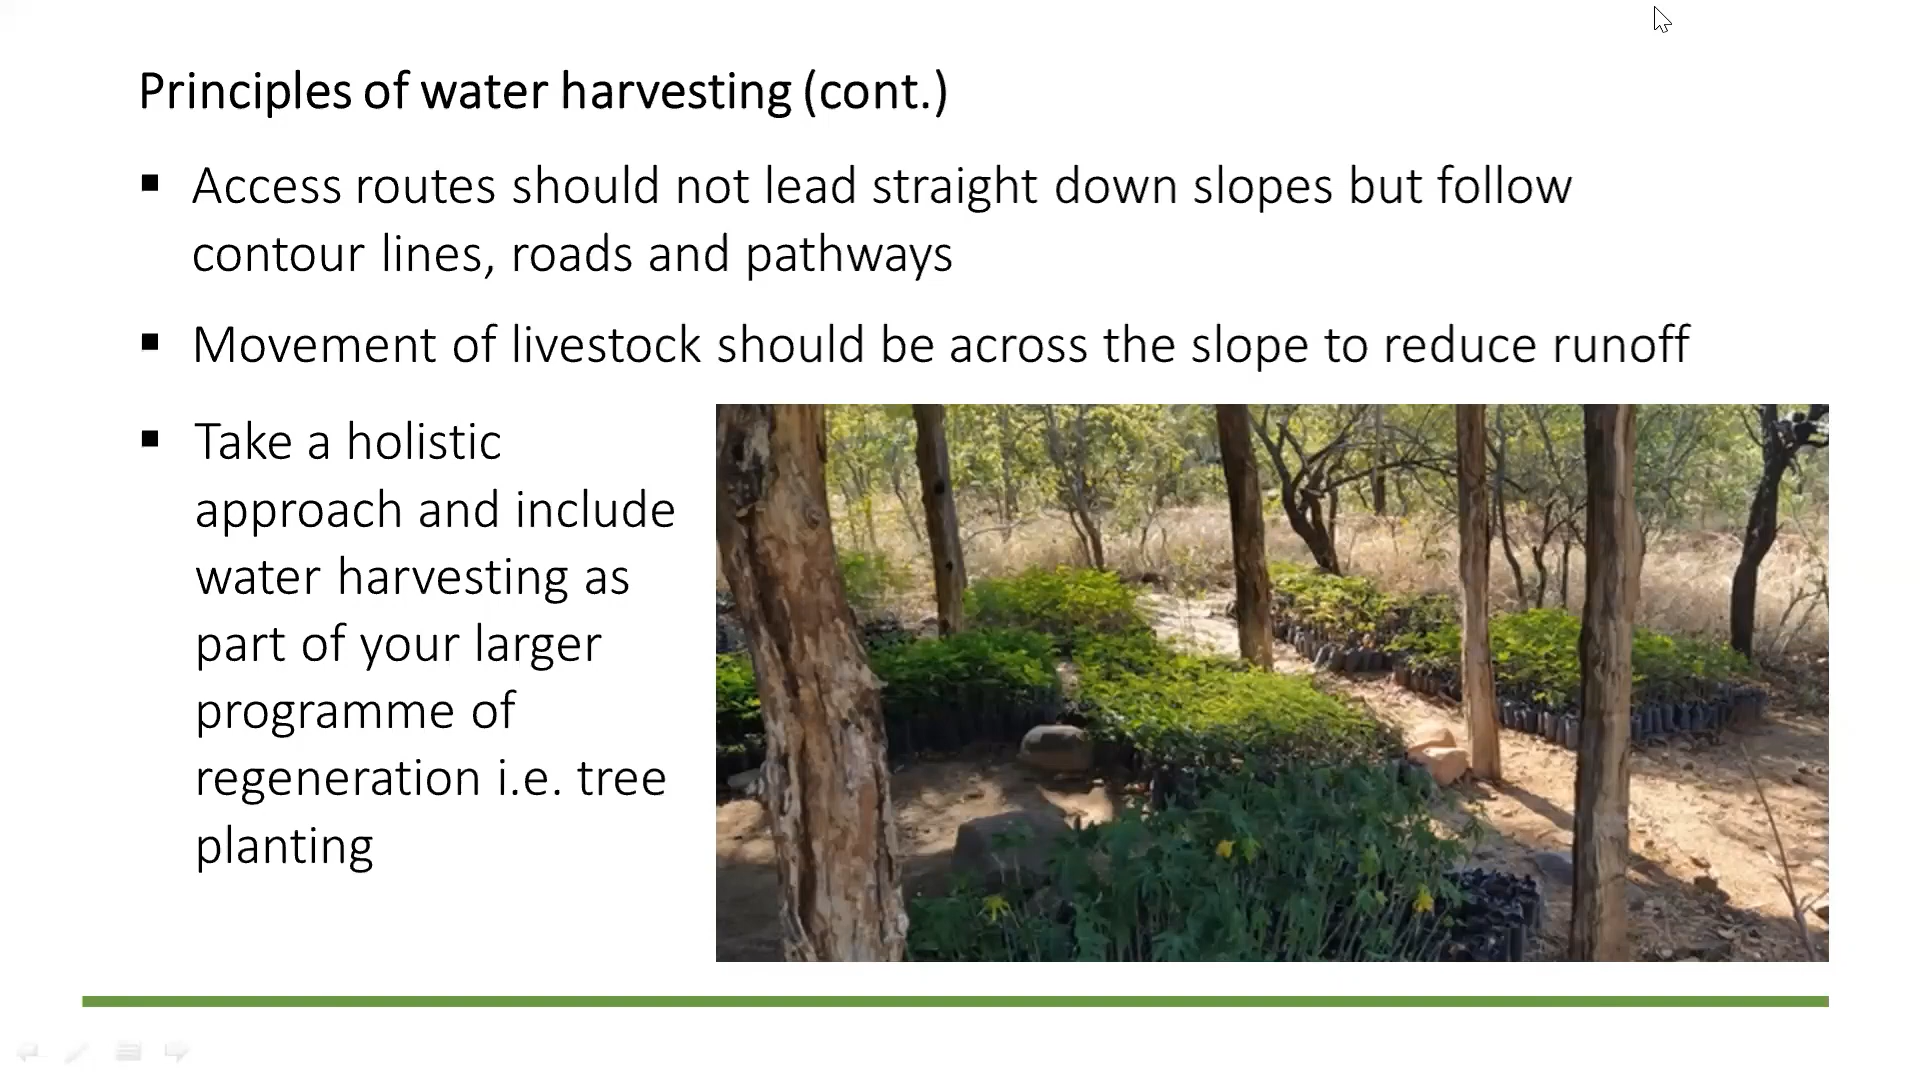 Principles of water harvesting (cont.)
▪ Access routes should not lead straight down slopes but follow
contour lines, roads and pathways
▪ Movement of livestock should be across the slope to reduce runoff
▪ Take a holistic
approach and include
water harvesting as
part of your larger
programme of
regeneration i.e. tree
planting